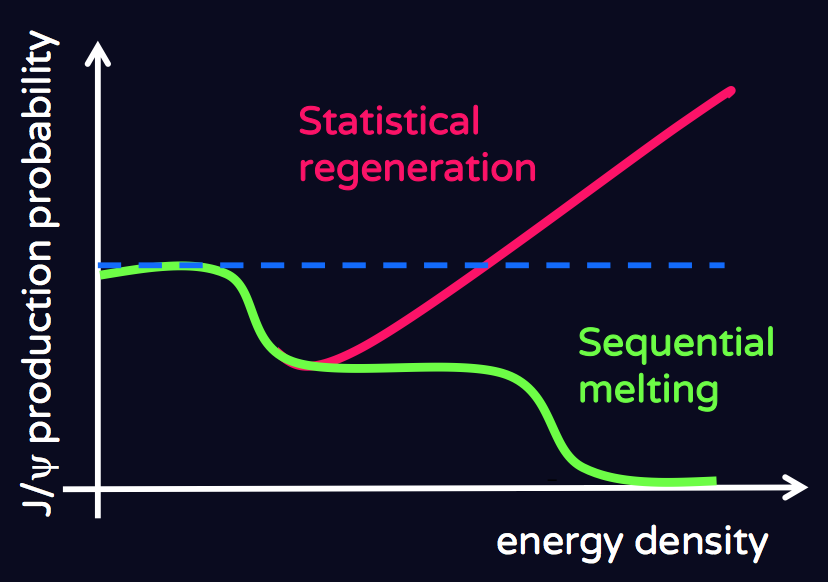 J/ψ production probability
Statistical
regeneration
Sequential
melting
energy density